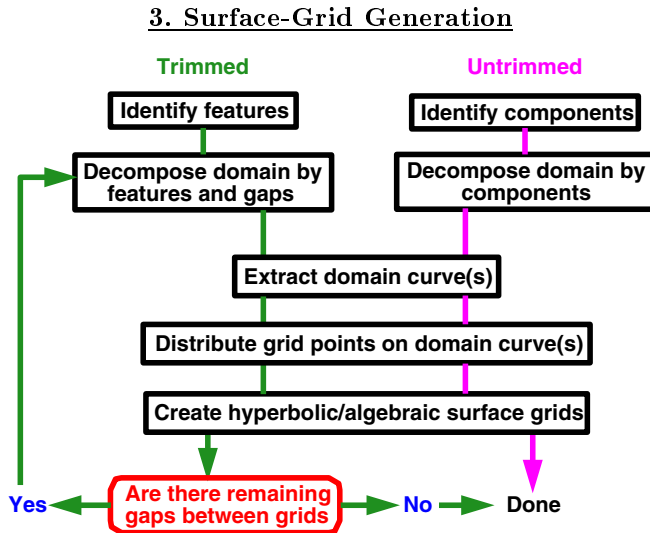 3. Surface-Grid Generation
Trimmed
Untrimmed
Identify features
Identify components
Decompose domain by
features and gaps
Decompose domain by
components
Extract domain curve(s)
Distribute grid points on domain curve(s)
Create hyperbolic/algebraic surface grids
Yes
Are there remaining
gaps between grids
No
Done